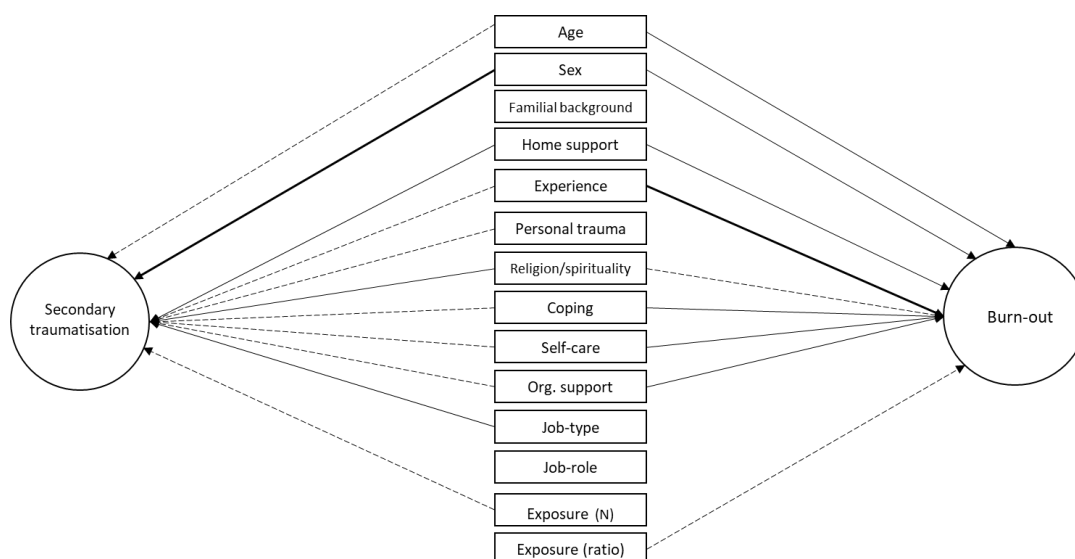 Age
Sex
Familial background
Home support
Experience
Personal trauma
Religion/spirituality
Coping
Self-care
Org. support
Job-type
Job-role
Exposure (N)
Exposure (ratio)
Secondary
traumatisation
Burn-out